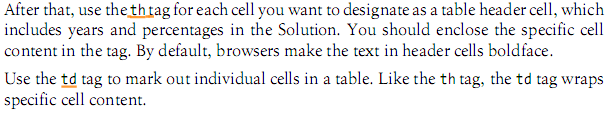 After that, use the th tag for each cell you want to designate as a table header cell, which
includes years and percentages in the Solution. You should enclose the specific cell
content in the tag. By default, browsers make the text in header cells boldface.
Use the td tag to mark out individual cells in a table. Like the th tag, the td tag wraps
specific cell content.